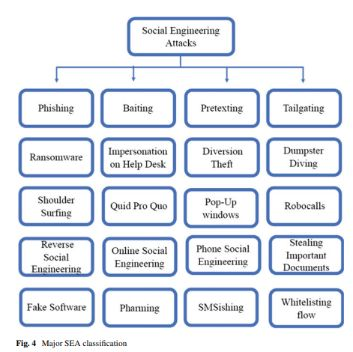 Social Engineering
Attacks
Phishing
Baiting
Pretexting
Tailgating
Ransomware
Impersonation
on Help Desk
Diversion
Theft
Dumpster
Diving
Shoulder
Surfing
Quid Pro Quo
Pop-Up
windows
Robocalls
Reverse
Social
Engineering
Online Social
Engineering
Phone Social
Engineering
Stealing
Important
Documents
Fake Software
Pharming
SMSishing
Whitelisting
flow
Fig. 4 Major SEA classification